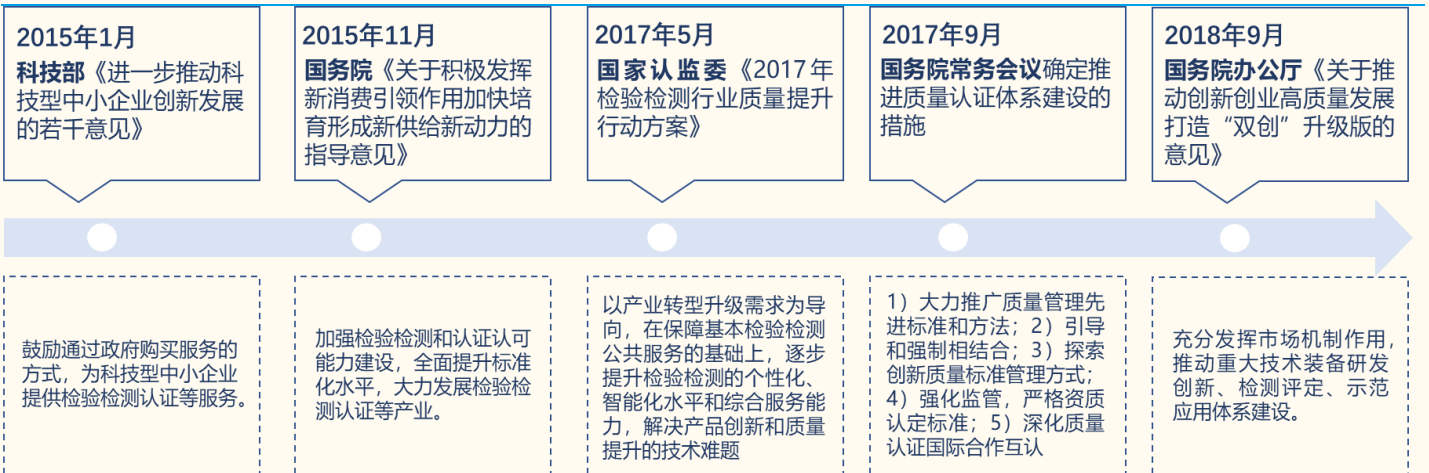 2015年1月
科技部《进一步推动科
技型中小企业创新发展
的若干意见》
2015年11月
国务院《关于积极发挥
新消费引领作用加快培
育形成新供给新动力的
指导意见》
2017年5月
国家认监委《2017年
检验检测行业质量提升
行动方案》
2017年9月
国务院常务会议确定推
进质量认证体系建设的
措施
2018年9月
国务院办公厅《关于推
动创新创业高质量发展
打造“双创”升级版的
意见》
鼓励通过政府购买服务的
方式，为科技型中小企业
提供检验检测认证等服务。
加强检验检测和认证认可
能力建设，全面提升标准
化水平，大力发展检验检
测认证等产业。
以产业转型升级需求为导
向，在保障基本检验检测
公共服务的基础上，逐步
提升检验检测的个性化、
智能化水平和综合服务能
力，解决产品创新和质量
提升的技术难题
1）大力推广质量管理先
进标准和方法；2）引导
和强制相结合；3）探索
创新质量标准管理方式；
4）强化监管，严格资质
认定标准；5）深化质量
认证国际合作互认
充分发挥市场机制作用，
推动重大技术装备研发
创新、检测评定、示范
应用体系建设。